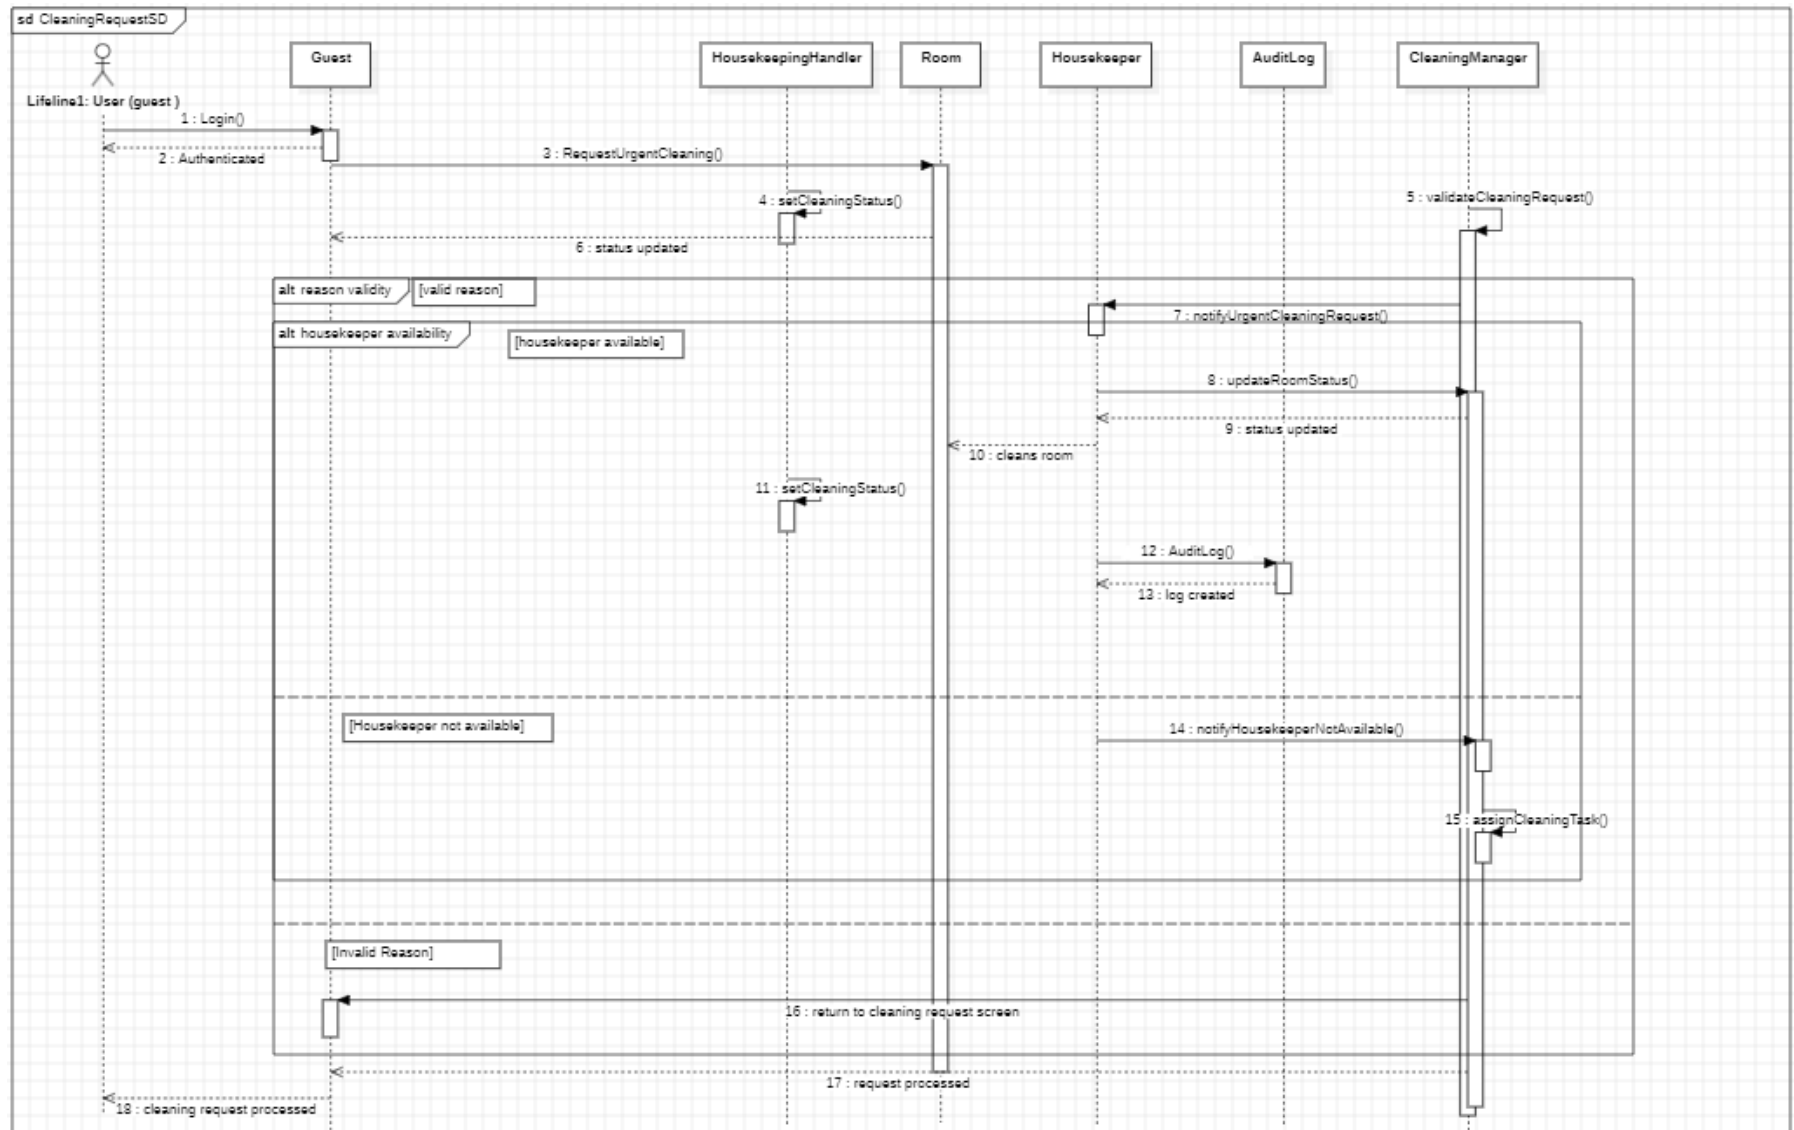 sd CleaningRequestSD
Guest
HousekeepingHandler
Room
Housekeeper
AuditLog
CleaningManager
Lifeline1: User (guest )
1 : Login()
2 : Authenticated
3 : RequestUrgentCleaning()
4 : setCleaningStatus()
5 : validateCleaningRequest()
6 : status updated
alt reason validity
[valid reason]
7 : notifyUrgentCleaningRequest()
alt housekeeper availability
[housekeeper available]
8 : updateRoomStatus()
9 : status updated
10 : cleans room
11 : setCleaningStatus()
12 : AuditLog()
13 : log created
[Housekeeper not available]
14 : notifyHousekeeperNotAvailable()
15 : assignCleaningTask()
[Invalid Reason]
16 : return to cleaning request screen
17 : request processed
18 : cleaning request processed